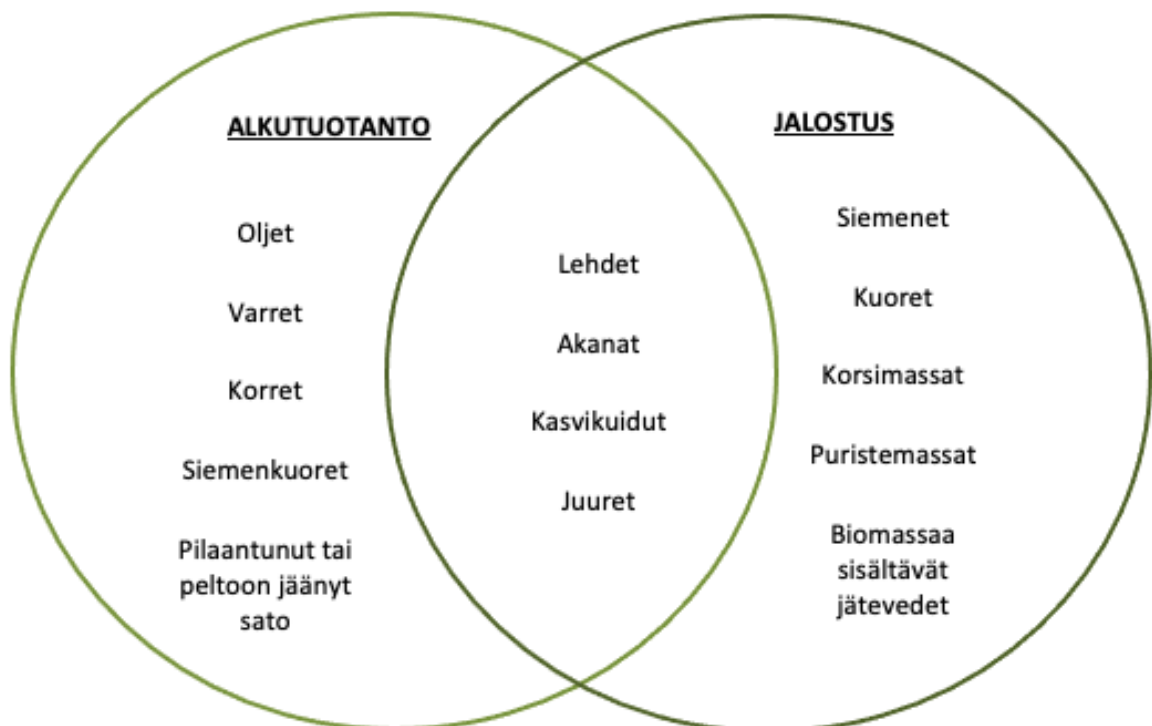 ALKUTUOTANTO
Oljet
Varret
Korret
Siemenkuoret
Pilaantunut tai
peltoon jäänyt
sato
Lehdet
Akanat
Kasvikuidut
Juuret
JALOSTUS
Siemenet
Kuoret
Korsimassat
Puristemassat
Biomassaa
sisältävät
jätevedet